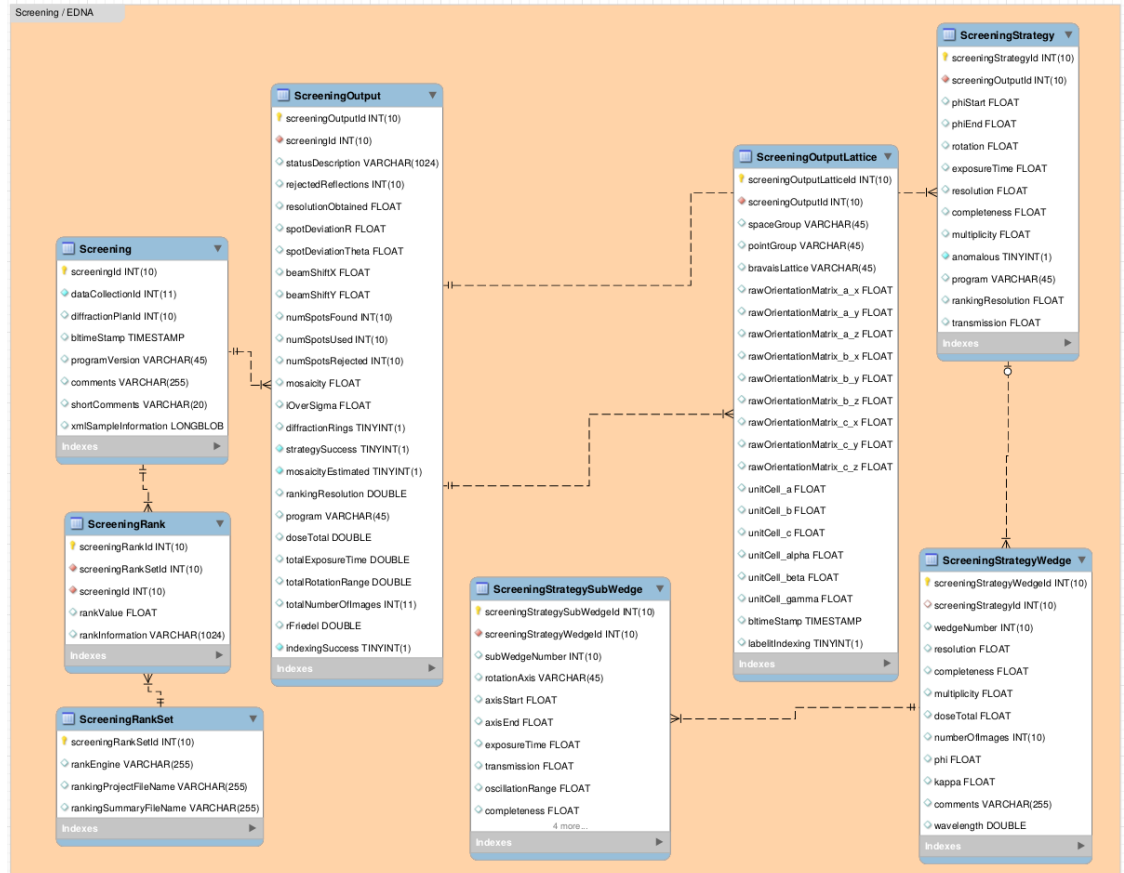 Screening / EDNA
ScreeningStrategy
screeningStrategyId INT(10)
screeningOutputId INT(10)
phiStart FLOAT
phiEnd FLOAT
rotation FLOAT
exposureTime FLOAT
resolution FLOAT
completeness FLOAT
multiplicity FLOAT
anomalous TINYINT(1)
program VARCHAR(45)
rankingResolution FLOAT
transmission FLOAT
Indexes
ScreeningOutput
screeningOutputId INT(10)
screeningId INT(10)
statusDescription VARCHAR(1024)
rejectedReflections INT(10)
resolutionObtained FLOAT
spotDeviationR FLOAT
spotDeviationTheta FLOAT
beamShiftX FLOAT
beamShiftY FLOAT
numSpotsFound INT(10)
numSpotsUsed INT(10)
numSpotsRejected INT(10)
mosaicity FLOAT
iOverSigma FLOAT
diffractionRings TINYINT(1)
strategySuccess TINYINT(1)
mosaicityEstimated TINYINT(1)
rankingResolution DOUBLE
program VARCHAR(45)
doseTotal DOUBLE
totalExposureTime DOUBLE
totalRotationRange DOUBLE
totalNumberOfImages INT(11)
rFriedel DOUBLE
indexingSuccess TINYINT(1)
Indexes
ScreeningOutputLattice
screeningOutputLatticeId INT(10)
screeningOutputId INT(10)
spaceGroup VARCHAR(45)
pointGroup VARCHAR(45)
bravaisLattice VARCHAR(45)
rawOrientationMatrix_a_x FLOAT
rawOrientationMatrix_a_y FLOAT
rawOrientationMatrix_a_z FLOAT
rawOrientationMatrix_b_x FLOAT
rawOrientationMatrix_b_y FLOAT
rawOrientationMatrix_b_z FLOAT
rawOrientationMatrix_c_x FLOAT
rawOrientationMatrix_c_y FLOAT
rawOrientationMatrix_c_z FLOAT
unitCell_a FLOAT
unitCell_b FLOAT
unitCell_c FLOAT
unitCell_alpha FLOAT
unitCell_beta FLOAT
unitCell_gamma FLOAT
bltimeStamp TIMESTAMP
labelitIndexing TINYINT(1)
Indexes
Screening
screeningId INT(10)
dataCollectionId INT(11)
diffractionPlanId INT(10)
bltimeStamp TIMESTAMP
programVersion VARCHAR(45)
comments VARCHAR(255)
shortComments VARCHAR(20)
xmlSampleInformation LONGBLOB
Indexes
ScreeningRank
screeningRankId INT(10)
screeningRankSetId INT(10)
screeningId INT(10)
rankValue FLOAT
rankInformation VARCHAR(1024)
Indexes
ScreeningRankSet
screeningRankSetId INT(10)
rankEngine VARCHAR(255)
rankingProjectFileName VARCHAR(255)
rankingSummaryFileName VARCHAR(255)
Indexes
ScreeningStrategySubWedge
screeningStrategySubWedgeId INT(10)
screeningStrategyWedgeId INT(10)
subWedgeNumber INT(10)
rotationAxis VARCHAR(45)
axisStart FLOAT
axisEnd FLOAT
exposureTime FLOAT
transmission FLOAT
oscillationRange FLOAT
completeness FLOAT
4 more...
Indexes
ScreeningStrategyWedge
screeningStrategyWedgeId INT(10)
screeningStrategyId INT(10)
wedgeNumber INT(10)
resolution FLOAT
completeness FLOAT
multiplicity FLOAT
doseTotal FLOAT
numberOfImages INT(10)
phi FLOAT
kappa FLOAT
comments VARCHAR(255)
wavelength DOUBLE
Indexes